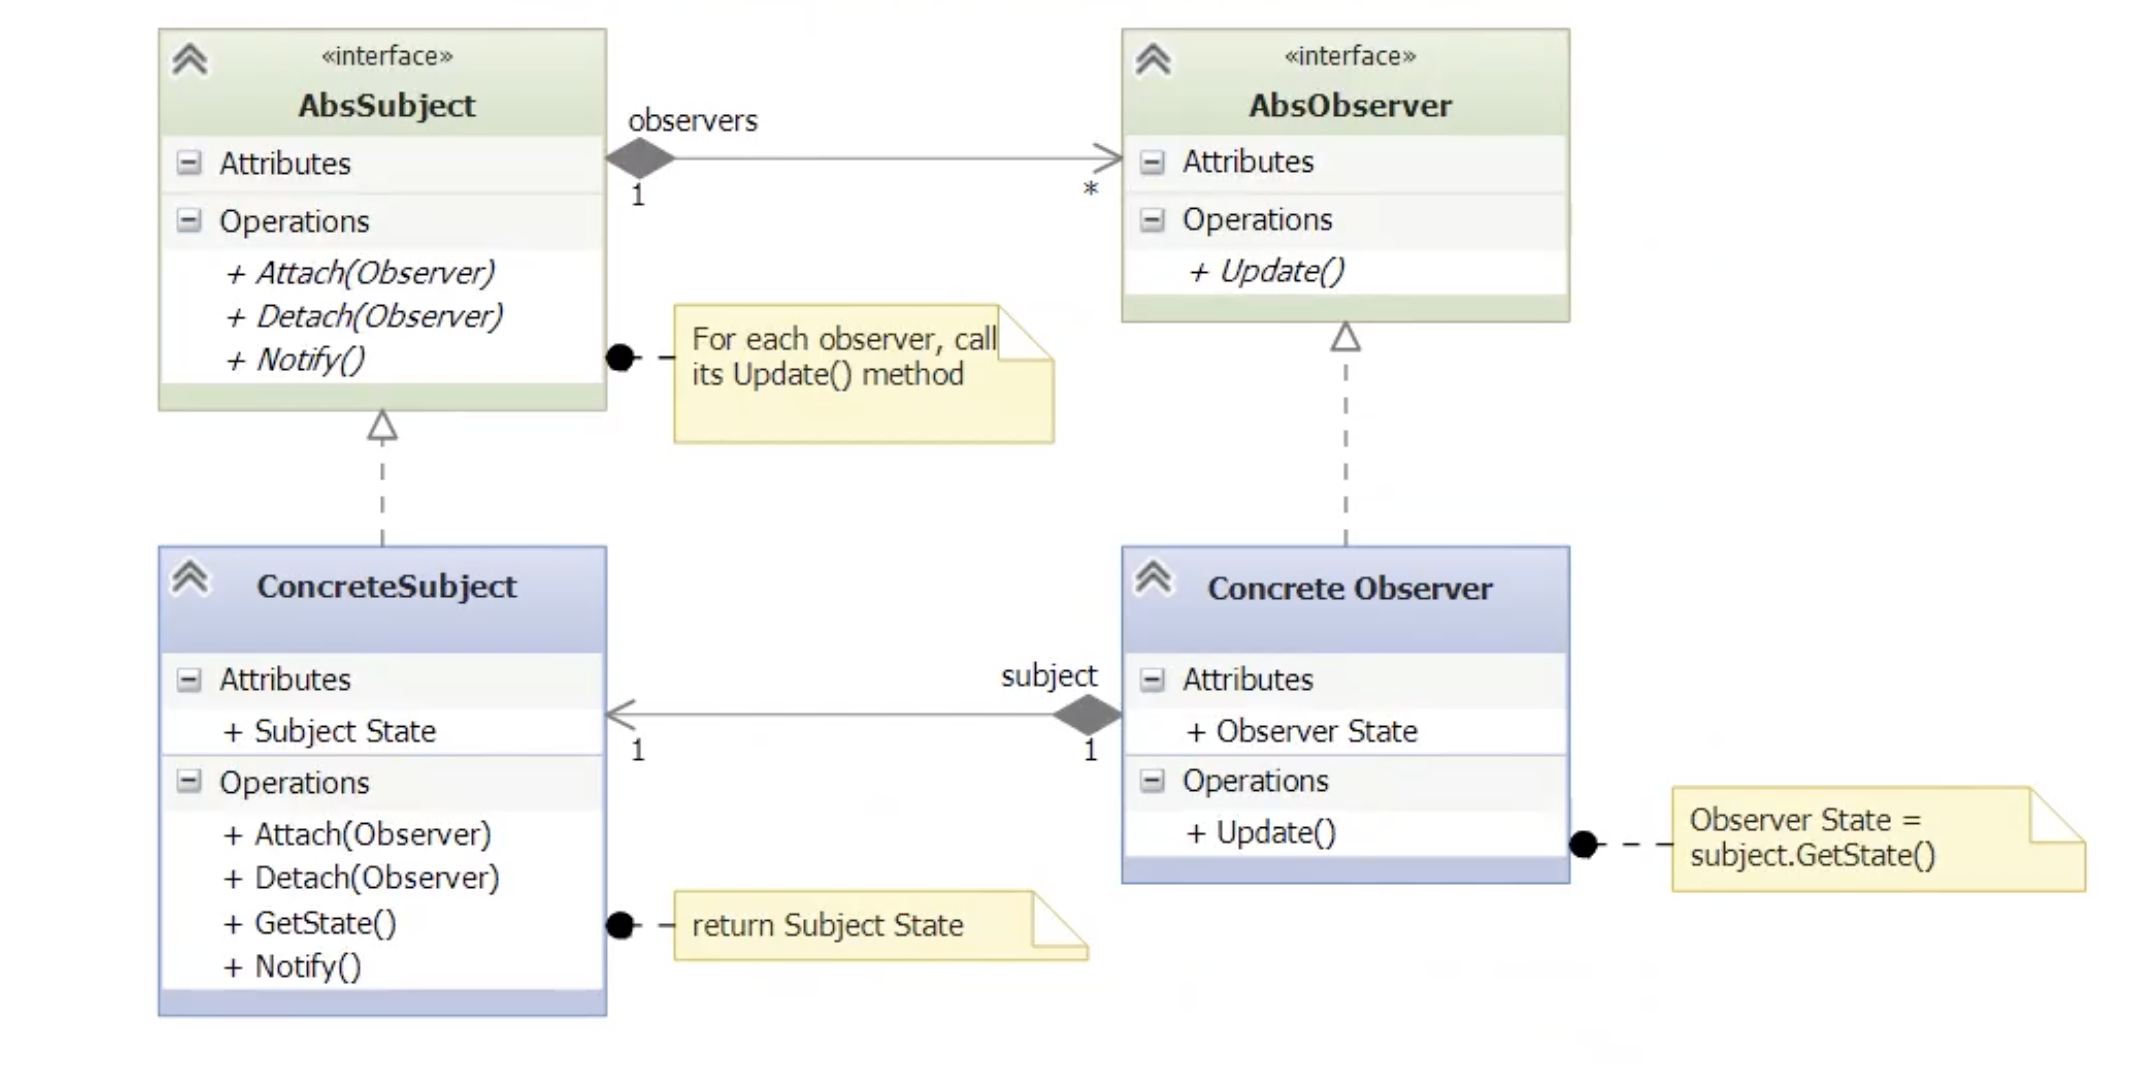 «interface»
AbsSubject
Attributes
Operations
+ Attach(Observer)
+ Detach(Observer)
+ Notify()
observers
1
*
«interface»
AbsObserver
Attributes
Operations
+ Update()
For each observer, call
its Update() method
ConcreteSubject
Attributes
+ Subject State
Operations
+ Attach(Observer)
+ Detach(Observer)
+ GetState()
+ Notify()
subject
1
1
Concrete Observer
Attributes
+ Observer State
Operations
+ Update()
Observer State =
subject.GetState()
return Subject State